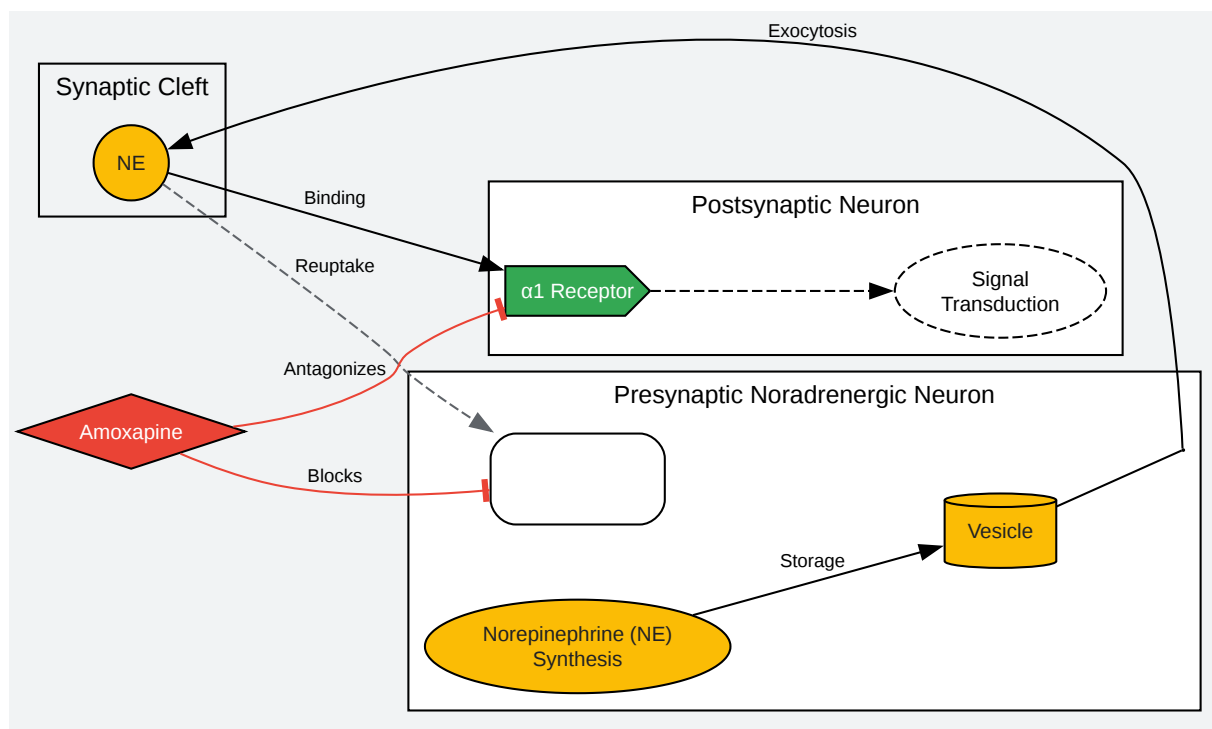 Exocytosis
Synaptic Cleft
NE
Binding
Postsynaptic Neuron
Reuptake
α1 Receptor
Signal
Transduction
Antagonizes
Presynaptic Noradrenergic Neuron
Amoxapine
Blocks
Vesicle
Storage
Norepinephrine (NE)
Synthesis